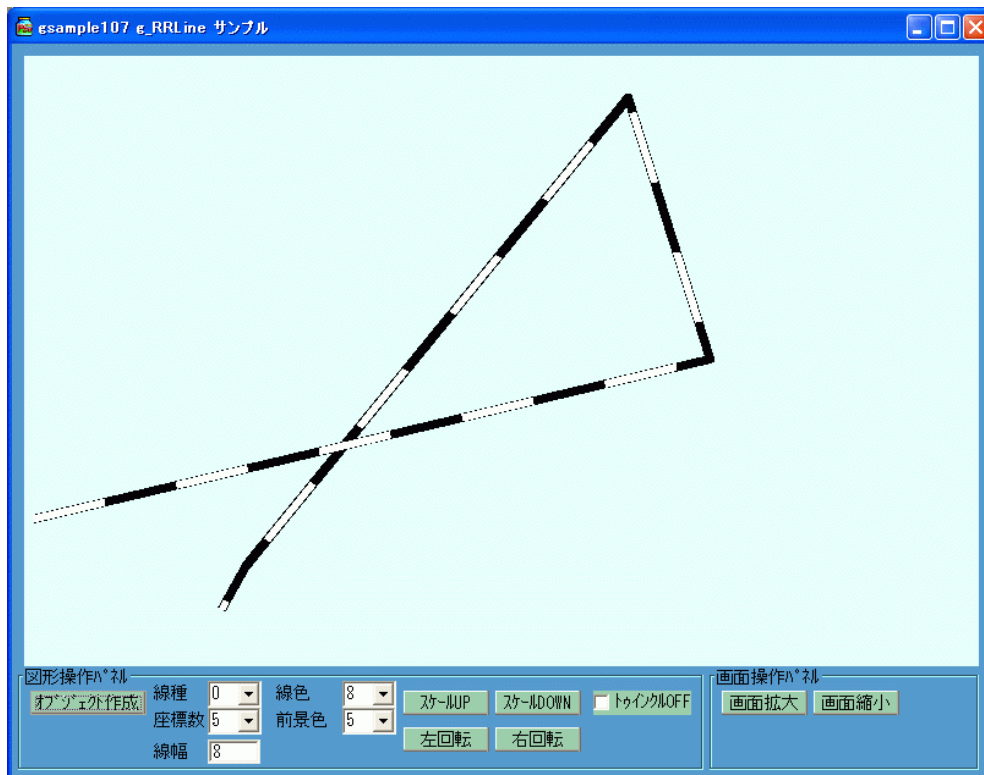 gsample107 g_RRLine サンプル
図形操作ﾊﾟﾈﾙ
ｵﾌﾞｼﾞｪｸﾄ作成
線種 0
線色 8
ｽｹｰﾙUP
ｽｹｰﾙDOWN
ﾄｩｲﾝｸﾙOFF
座標数 5
前景色 5
左回転
右回転
線幅 8
画面操作ﾊﾟﾈﾙ
画面拡大
画面縮小